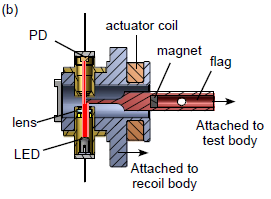 (b)
PD
actuator coil
magnet
flag
lens
LED
Attached to
test body
Attached to
recoil body